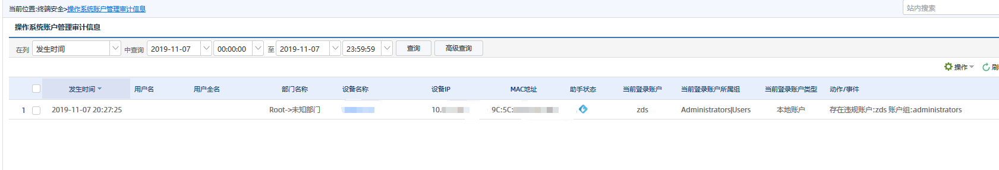 当前位置:终端安全>操作系统账户管理审计信息
站内搜索
操作系统账户管理审计信息
在列 发生时间 中查询 2019-11-07 00:00:00 至 2019-11-07 23:59:59 查询 高级查询
操作
发生时间 用户名 用户全名 部门名称 设备名称 设备IP MAC地址 助手状态 当前登录账户 当前登录账户所属组 当前登录账户类型 动作/事件
1 2019-11-07 20:27:25 Root->未知部门 10. 9C:5C: zds Administrators|Users 本地账户 存在违规账户:zds 账户组:administrators